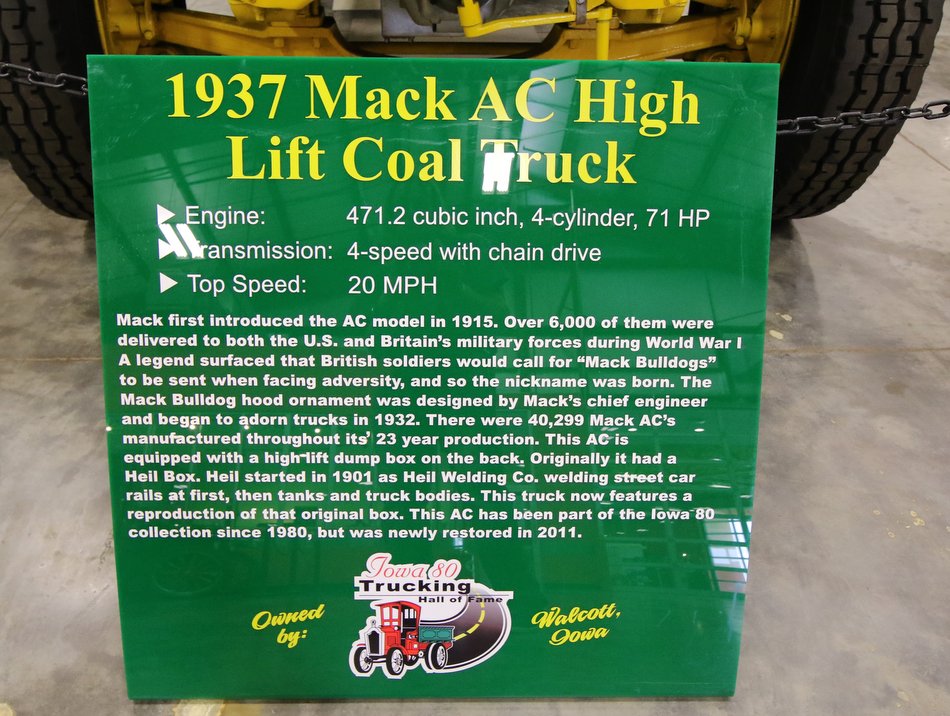 1937 Mack AC High
Lift Coal Truck
Engine: 471.2 cubic inch, 4-cylinder, 71 HP
Transmission: 4-speed with chain drive
Top Speed: 20 MPH
Mack first introduced the AC model in 1915. Over 6,000 of them were
delivered to both the U.S. and Britain's military forces during World War I
A legend surfaced that British soldiers would call for "Mack Bulldogs"
to be sent when facing adversity, and so the nickname was born. The
Mack Bulldog hood ornament was designed by Mack's chief engineer
and began to adorn trucks in 1932. There were 40,299 Mack AC's
manufactured throughout its' 23 year production. This AC is
equipped with a high-lift dump box on the back. Originally it had a
Heil Box. Heil started in 1901 as Heil Welding Co. welding street car
rails at first, then tanks and truck bodies. This truck now features a
reproduction of that original box. This AC has been part of the Iowa 80
collection since 1980, but was newly restored in 2011.
Iowa 80
Trucking
Hall of Fame
Owned
by:
Walcott,
Iowa